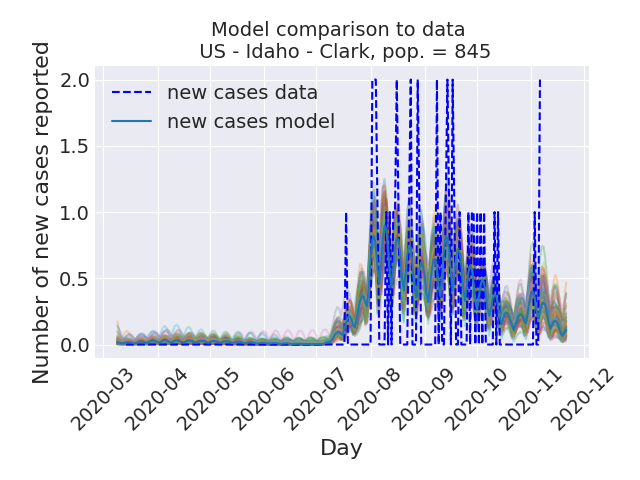 Model comparison to data
US - Idaho - Clark, pop. = 845
new cases data
new cases model
Number of new cases reported
2.0
1.5
1.0
0.5
0.0
2020-03
2020-04
2020-05
2020-06
2020-07
2020-08
2020-09
2020-10
2020-11
2020-12
Day